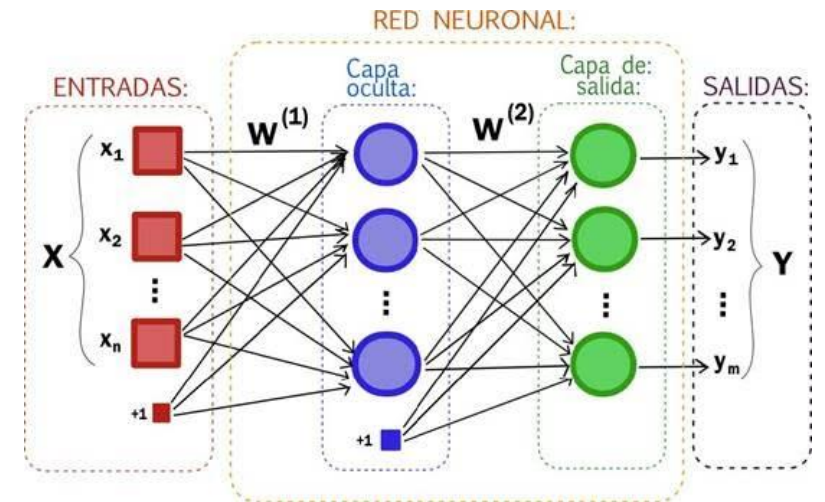 RED NEURONAL:
ENTRADAS:
Capa
oculta:
Capa de:
salida:
SALIDAS:
W(1)
W(2)
x1
x2
⋮
xn
+1
X
⋮
+1
⋮
y1
y2
⋮
ym
Y